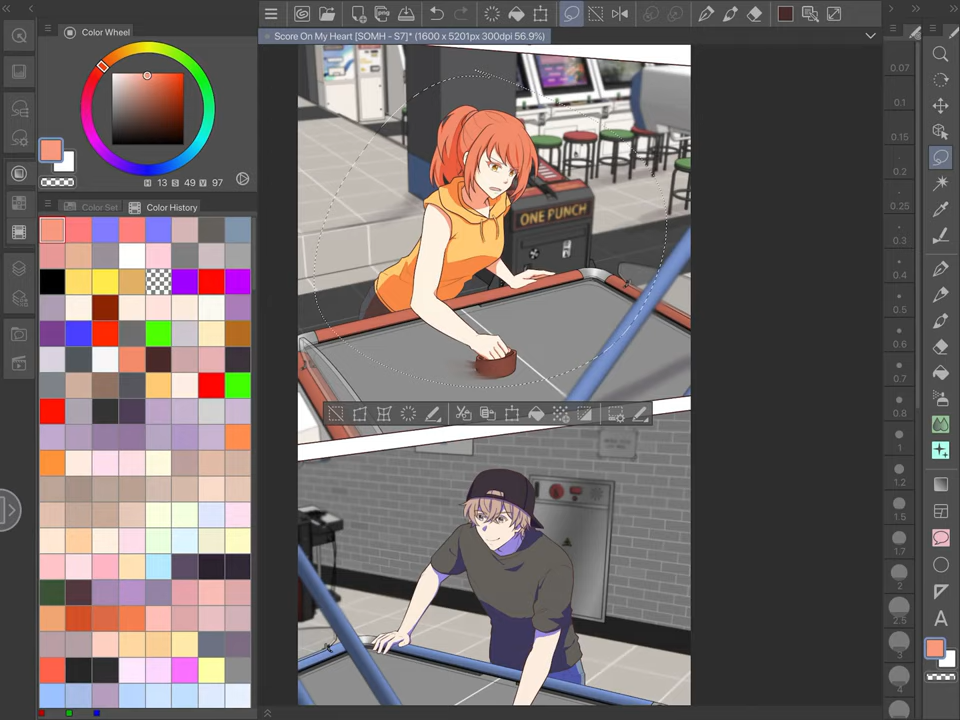 Color Wheel
Score On My Heart [SOMH - S7]* (1600 x 5201px 300dpi 56.9%)
H 13 S 49 V 97
Color Set
Color History
ONE PUNCH
0.07
0.1
0.15
0.2
0.25
0.3
0.4
0.5
0.6
0.7
0.8
1
1.2
1.5
1.7
2
2.5
3
4
A